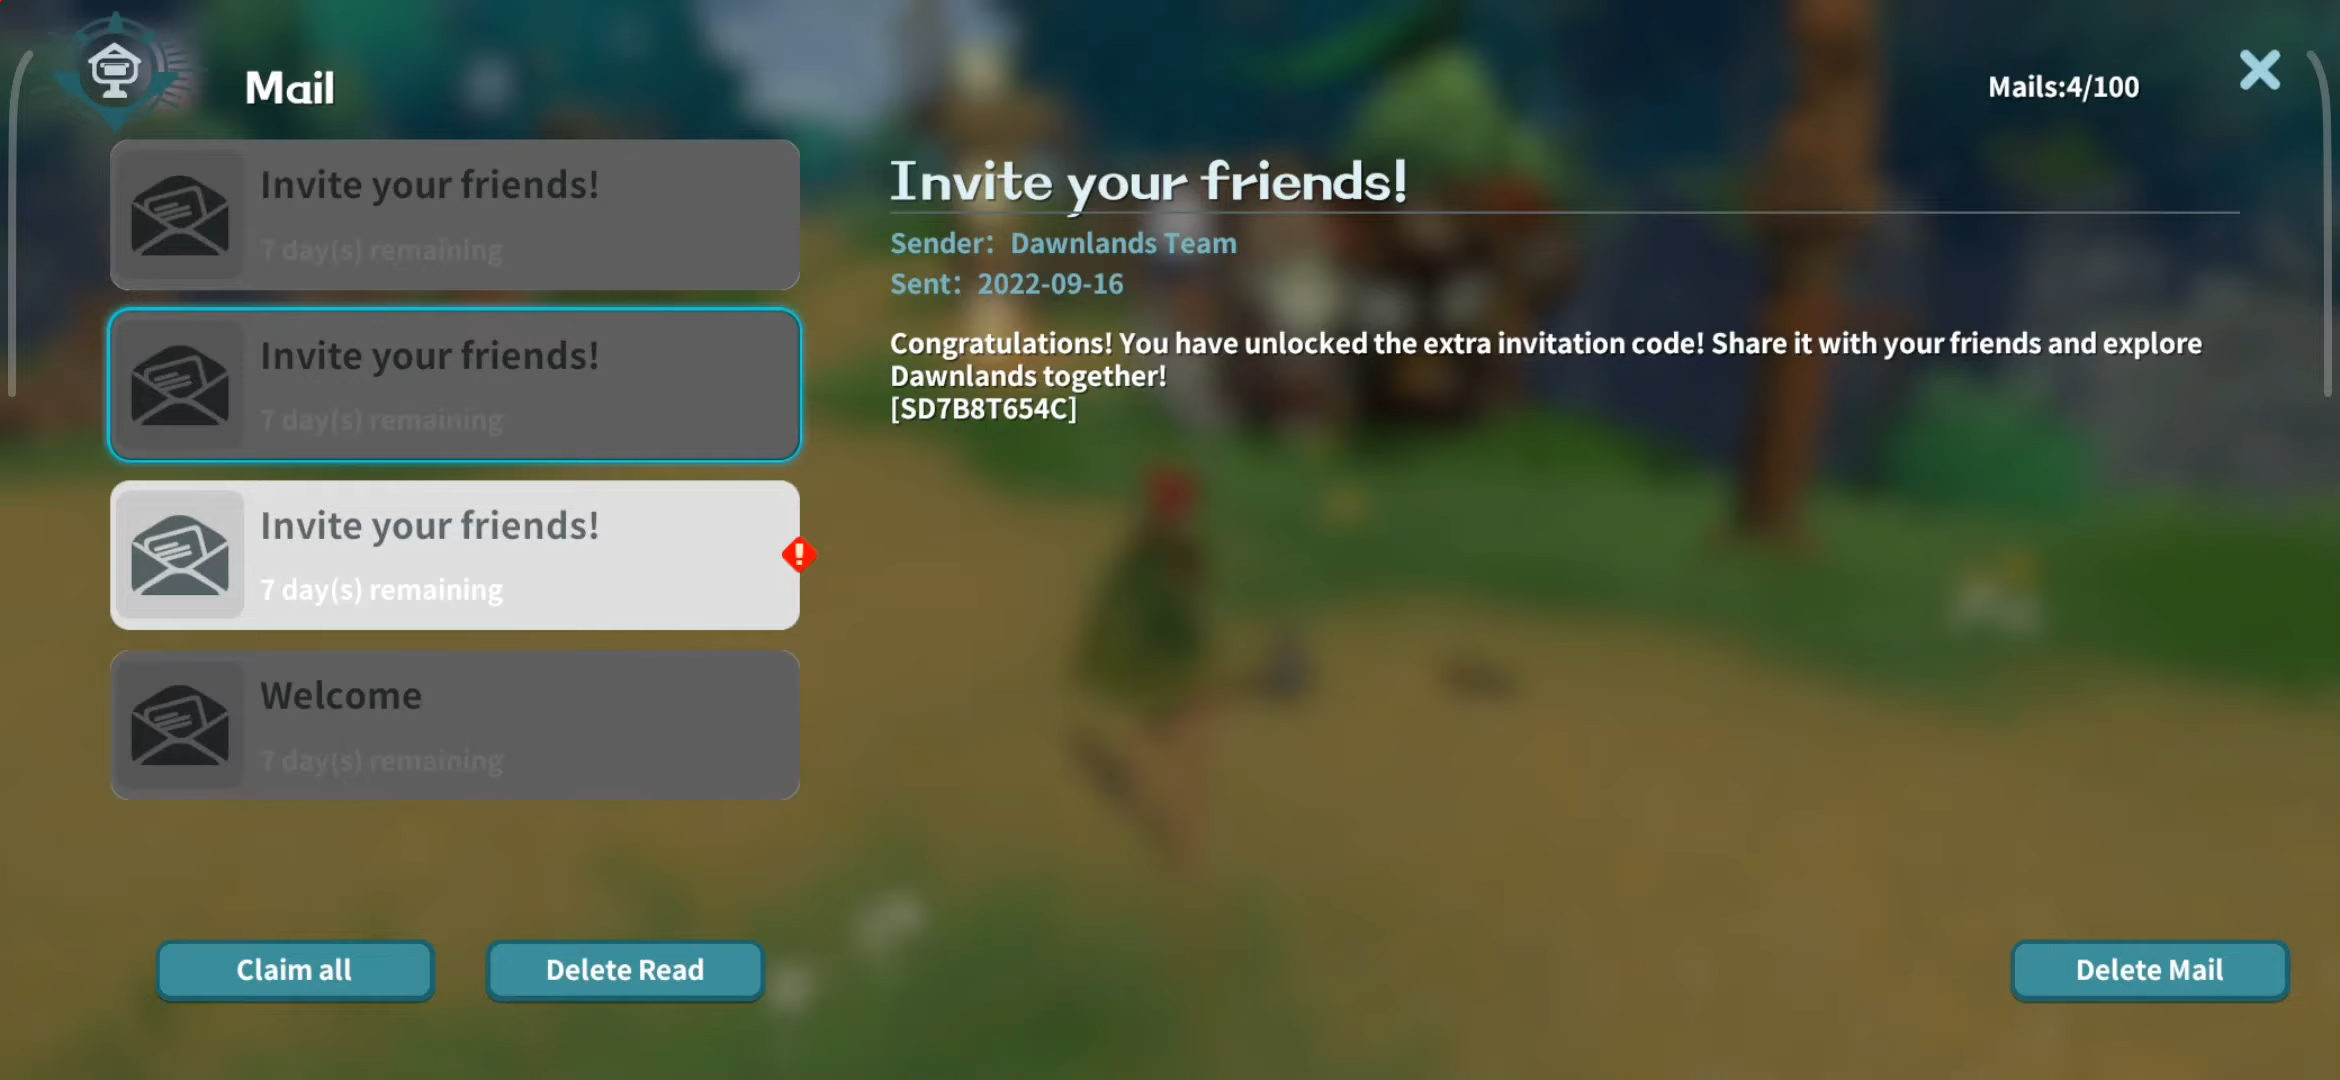 Mail
Mails:4/100
Invite your friends!
7 day(s) remaining
Invite your friends!
7 day(s) remaining
Invite your friends!
7 day(s) remaining
Welcome
7 day(s) remaining
Claim all
Delete Read
Invite your friends!
Sender: Dawnlands Team
Sent: 2022-09-16
Congratulations! You have unlocked the extra invitation code! Share it with your friends and explore
Dawnlands together!
[SD7B8T654C]
Delete Mail